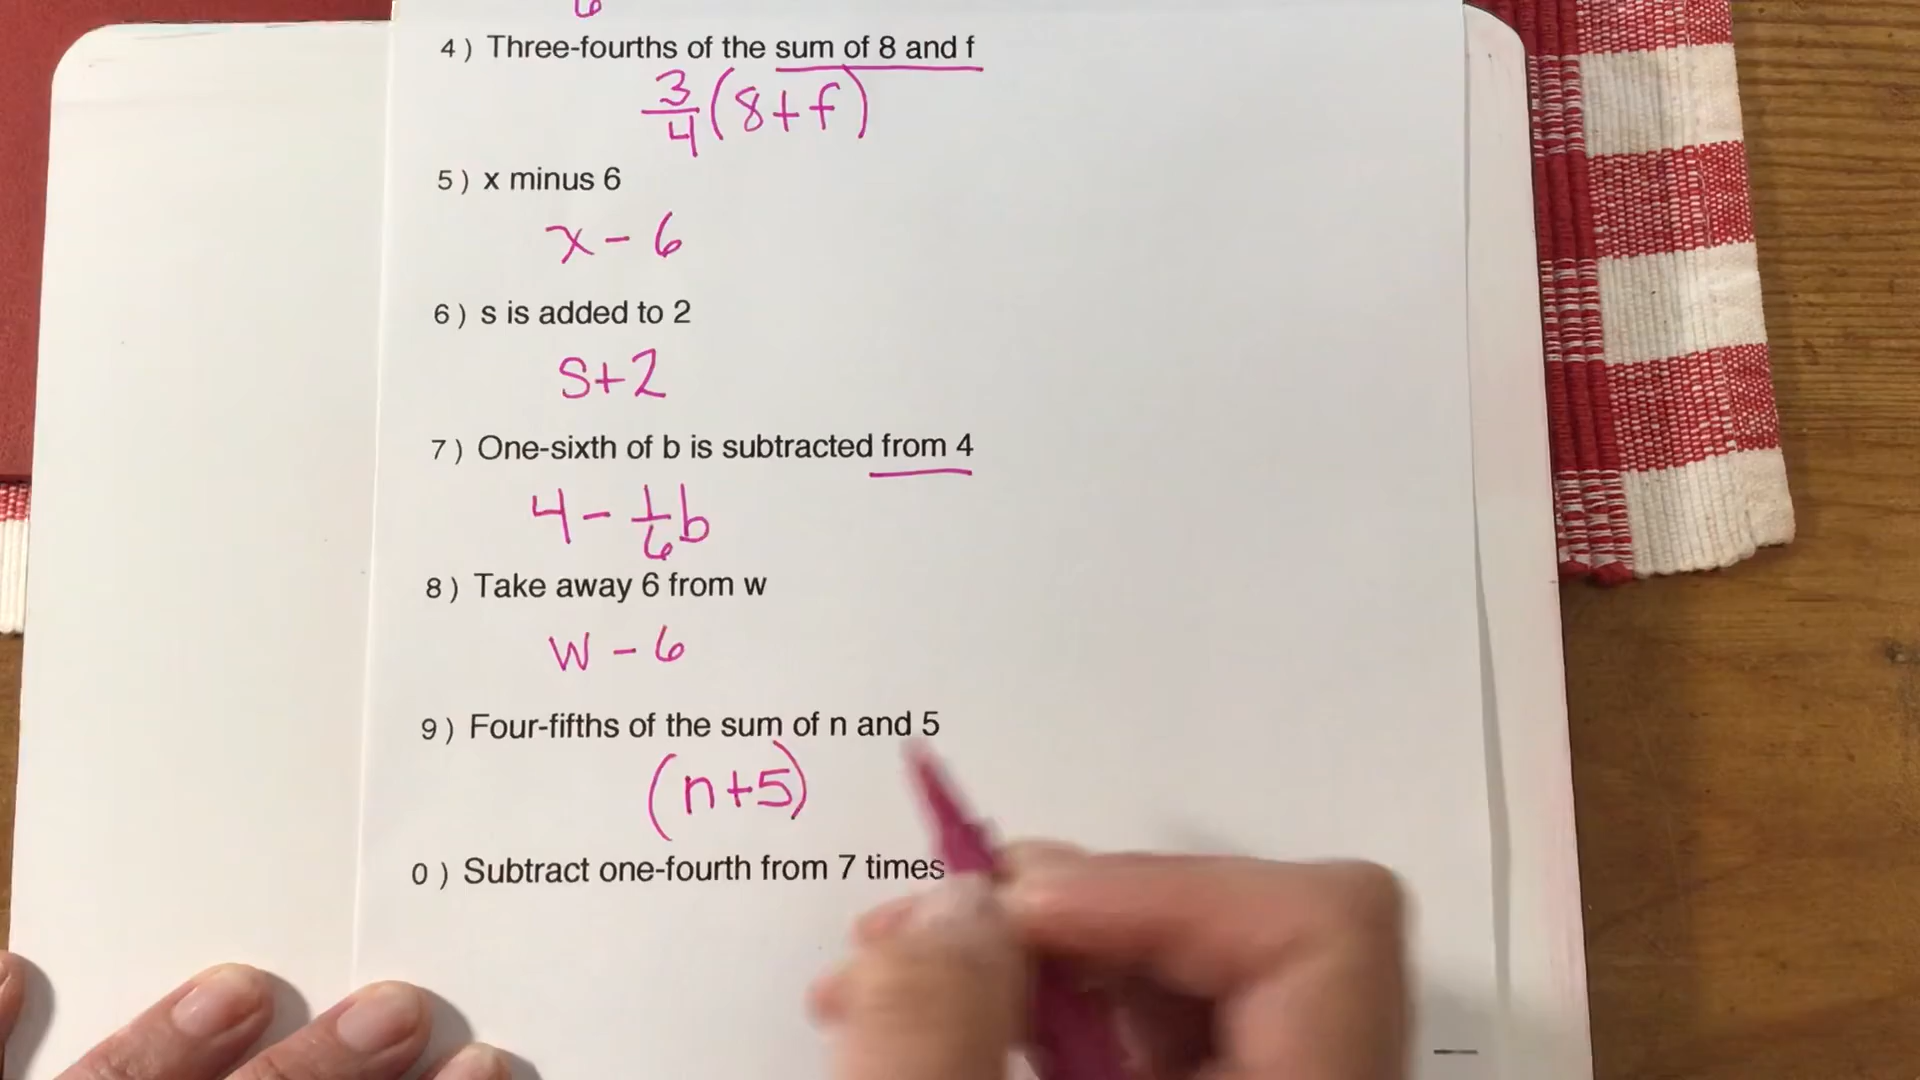 6
4 ) Three-fourths of the sum of 8 and f
3/4 (8+f)
5 ) x minus 6
x - 6
6 ) s is added to 2
S+2
7 ) One-sixth of b is subtracted from 4
4 - 1/6 b
8 ) Take away 6 from w
w - 6
9 ) Four-fifths of the sum of n and 5
(n+5)
0 ) Subtract one-fourth from 7 times